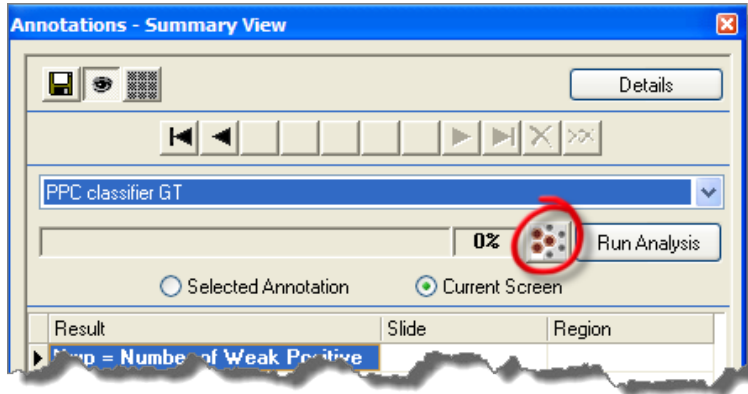 Annotations - Summary View
Details
PPC classifier GT
0% Run Analysis
Selected Annotation Current Screen
Result Slide Region
Nwp = Number of Weak Positive